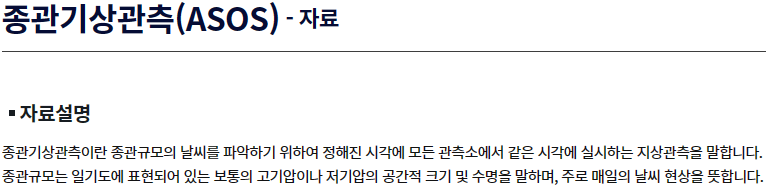 종관기상관측(ASOS) - 자료
▪ 자료설명
종관기상관측이란 종관규모의 날씨를 파악하기 위하여 정해진 시각에 모든 관측소에서 같은 시각에 실시하는 지상관측을 말합니다.
종관규모는 일기도에 표현되어 있는 보통의 고기압이나 저기압의 공간적 크기 및 수명을 말하며, 주로 매일의 날씨 현상을 뜻합니다.